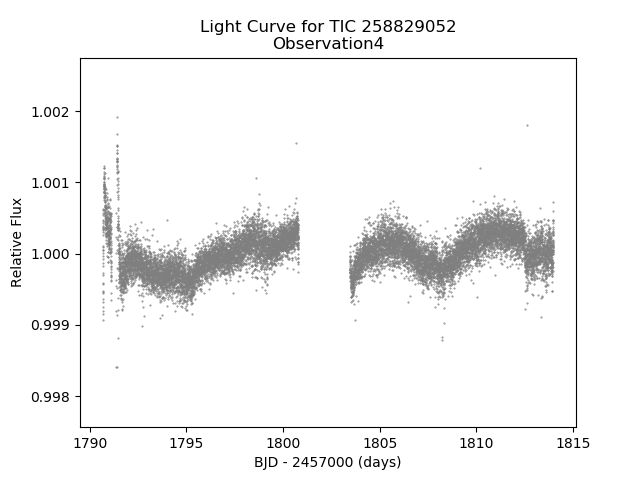 Light Curve for TIC 258829052
Observation4
1.002
1.001
1.000
0.999
0.998
Relative Flux
1790
1795
1800
1805
1810
1815
BJD - 2457000 (days)